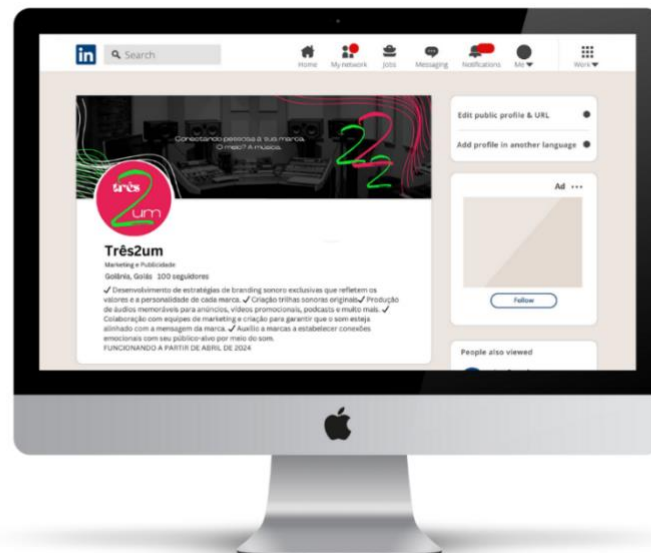 in
Search
Home My network Jobs Messaging Notifications Me Work
Conectando pessoas à sua marca.
O meio? A música.
2
2
2
três
2
um
Três2um
Marketing e Publicidade
Goiânia, Goiás 100 seguidores
✓ Desenvolvimento de estratégias de branding sonoro exclusivas que refletem os
valores e a personalidade de cada marca. ✓ Criação trilhas sonoras originais✓ Produção
de áudios memoráveis para anúncios, vídeos promocionais, podcasts e muito mais. ✓
Colaboração com equipes de marketing e criação para garantir que o som esteja
alinhado com a mensagem da marca. ✓ Auxílio a marcas a estabelecer conexões
emocionais com seu público-alvo por meio do som.
FUNCIONANDO A PARTIR DE ABRIL DE 2024
Edit public profile & URL
Add profile in another language
Ad
Follow
People also viewed